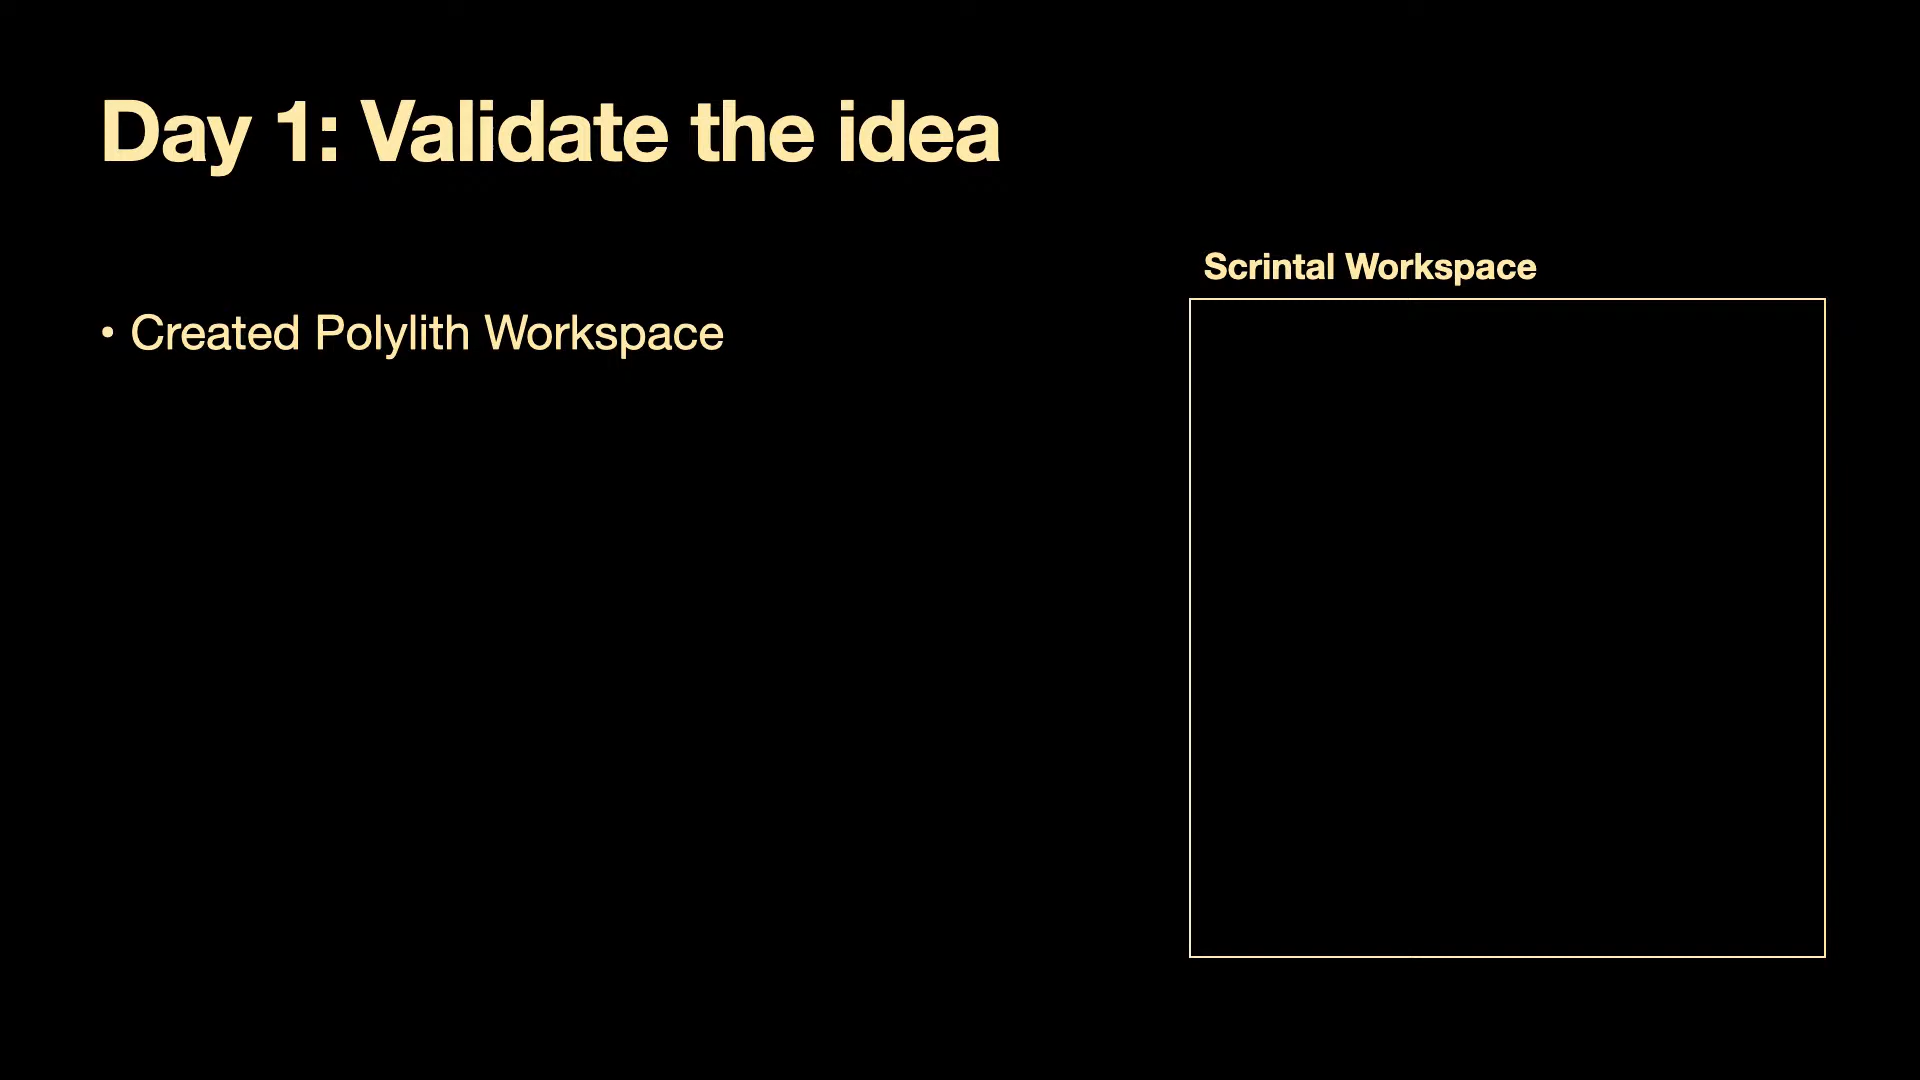 Day 1: Validate the idea
• Created Polylith Workspace
Scrintal Workspace